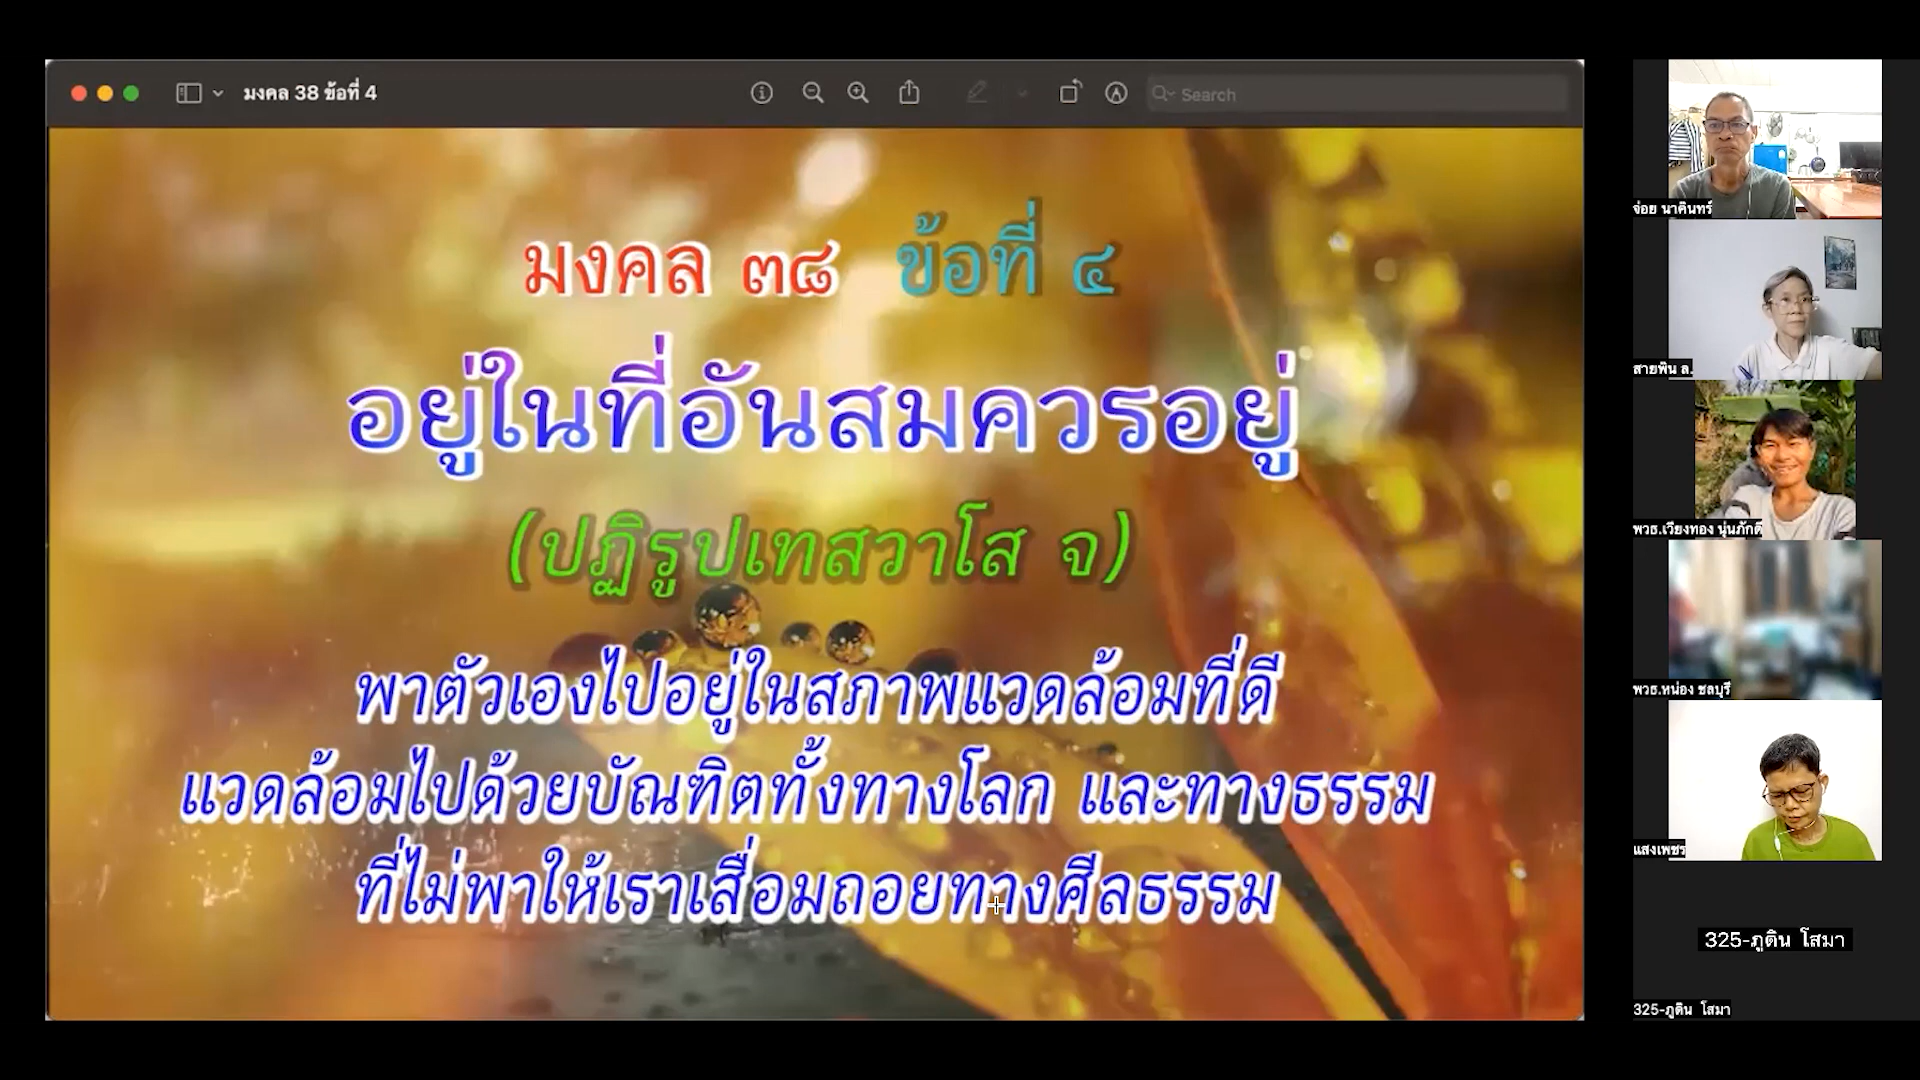 มงคล 38 ข้อที่ 4
Search
มงคล ๓๘ ข้อที่ ๔
อยู่ในที่อันสมควรอยู่
(ปฏิรูปเทสวาโส จ)
พาตัวเองไปอยู่ในสภาพแวดล้อมที่ดี
แวดล้อมไปด้วยบัณฑิตทั้งทางโลก และทางธรรม
ที่ไม่พาให้เราเสื่อมถอยทางศีลธรรม
จ่อย นาคินทร์
สายพิน ล.
พวธ.เวียงทอง นุ่นภักดี
พวธ.หน่อง ชลบุรี
แสงเพชร
325-ภูดิน โสมา
325-ภูดิน โสมา